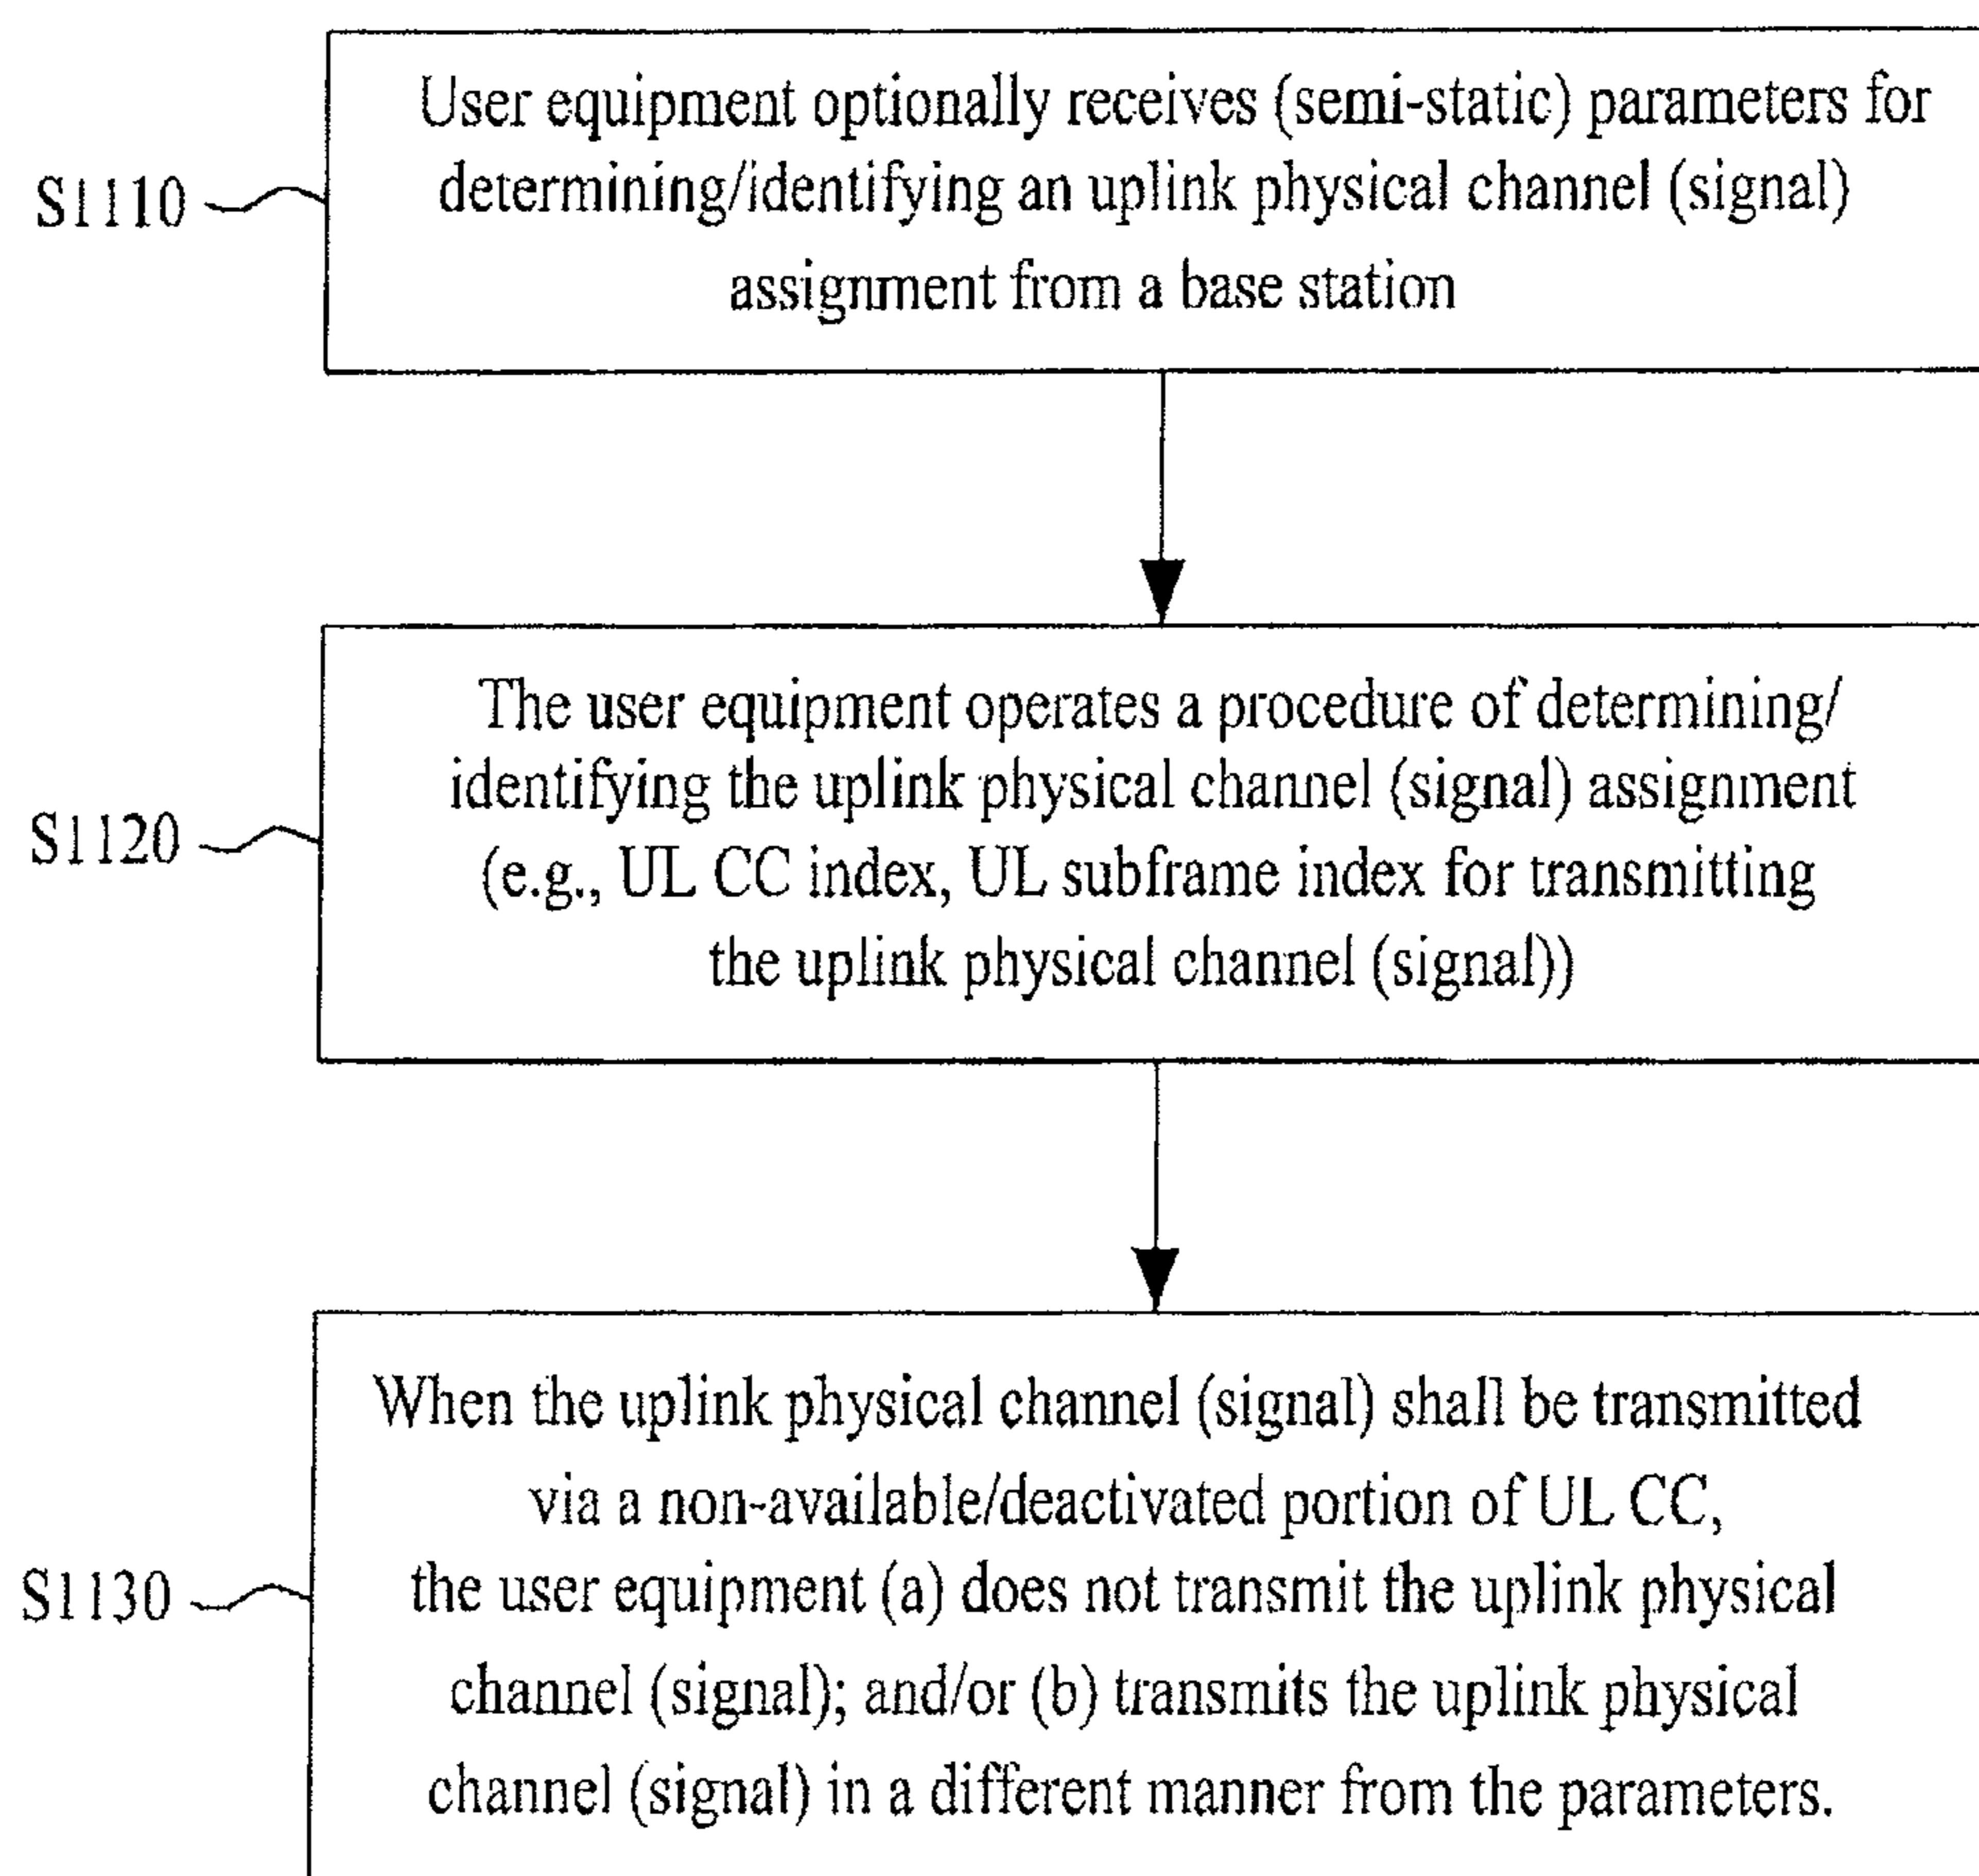 User equipment optionally receives (semi-static) parameters for
determining/identifying an uplink physical channel (signal)
assignment from a base station
S1110
The user equipment operates a procedure of determining/
identifying the uplink physical channel (signal) assignment
(e.g., UL CC index, UL subframe index for transmitting
the uplink physical channel (signal))
S1120
When the uplink physical channel (signal) shall be transmitted
via a non-available/deactivated portion of UL CC,
the user equipment (a) does not transmit the uplink physical
channel (signal); and/or (b) transmits the uplink physical
channel (signal) in a different manner from the parameters.
S1130